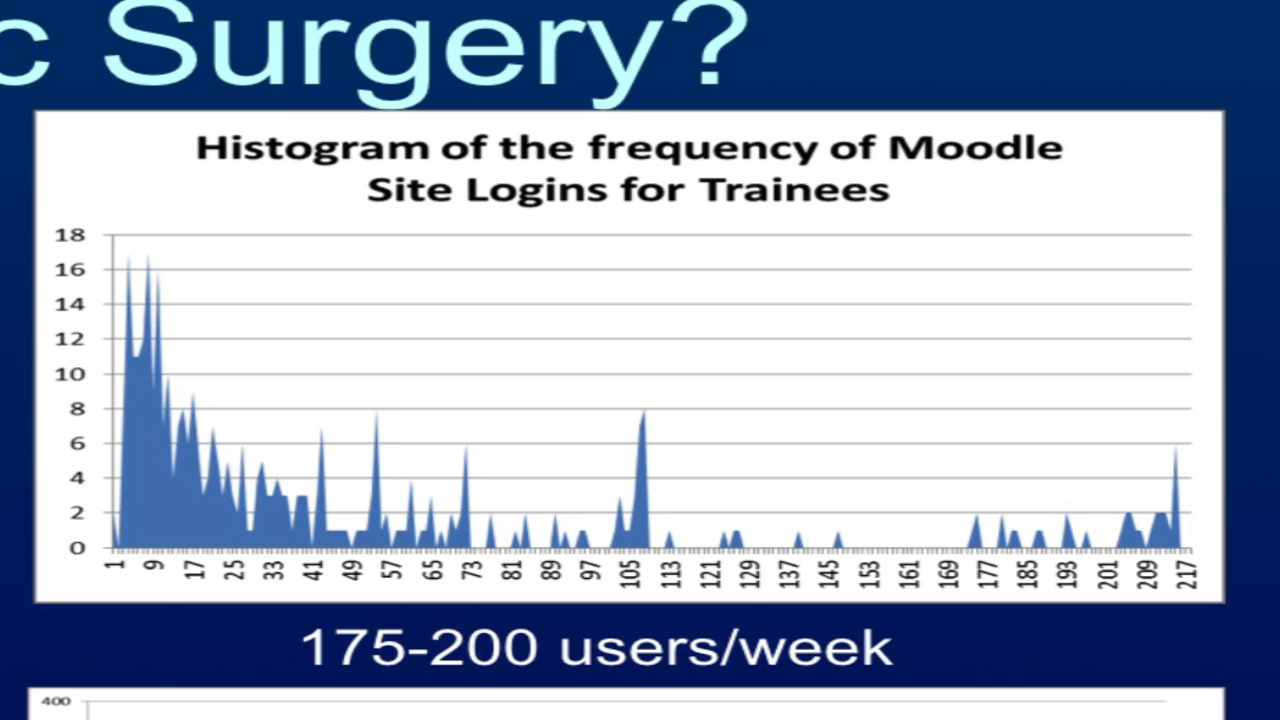 c Surgery?
Histogram of the frequency of Moodle
Site Logins for Trainees
18
16
14
12
10
8
6
4
2
0
1 9 17 25 33 41 49 57 65 73 81 89 97 105 113 121 129 137 145 153 161 169 177 185 193 201 209 217
175-200 users/week
400